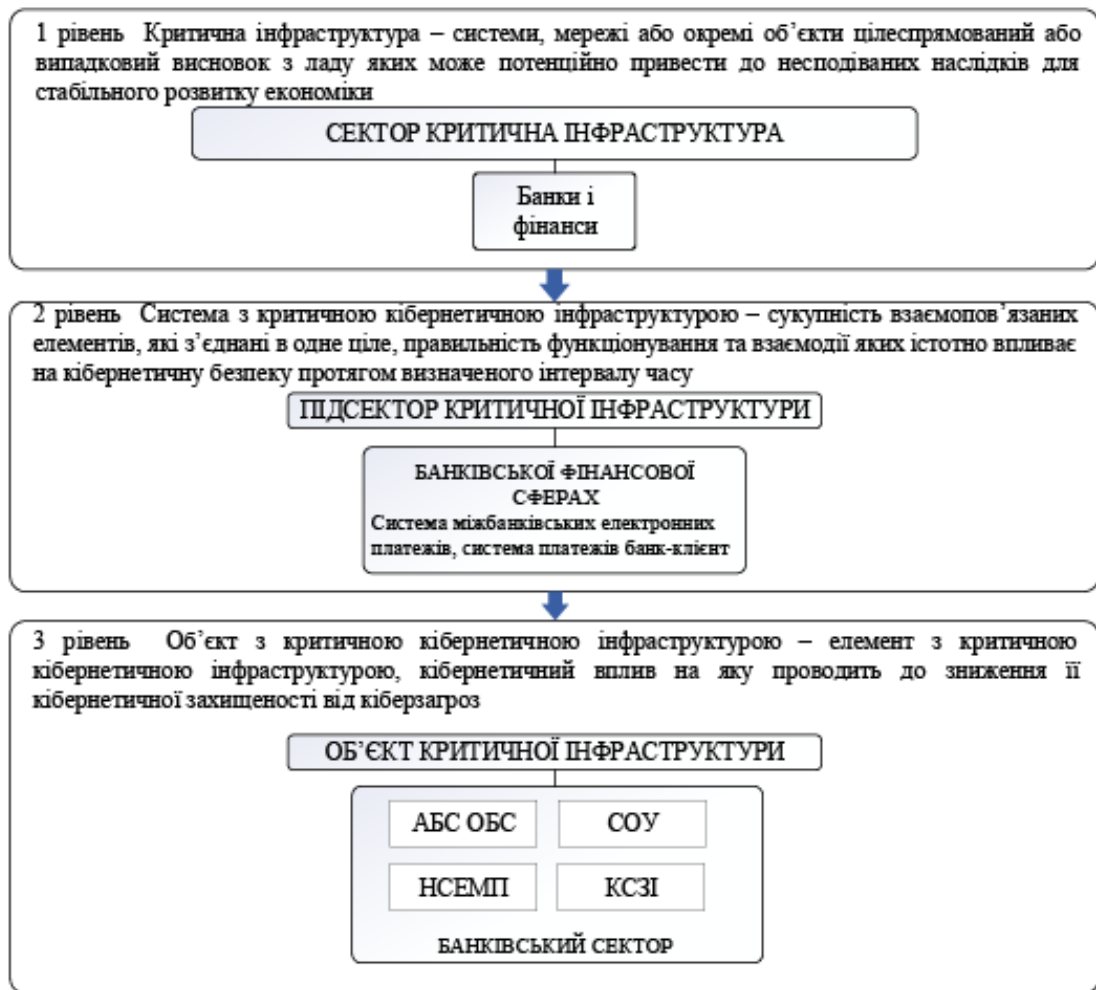 1 рівень Критична інфраструктура – системи, мережі або окремі об’єкти цілеспрямований або
випадковий висновок з ладу яких може потенційно привести до несподіваних наслідків для
стабільного розвитку економіки
СЕКТОР КРИТИЧНА ІНФРАСТРУКТУРА
Банки і
фінанси
2 рівень Система з критичною кібернетичною інфраструктурою – сукупність взаємопов’язаних
елементів, які з’єднані в одне ціле, правильність функціонування та взаємодії яких істотно впливає
на кібернетичну безпеку протягом визначеного інтервалу часу
ПІДСЕКТОР КРИТИЧНОЇ ІНФРАСТРУКТУРИ
БАНКІВСЬКОЇ ФІНАНСОВОЇ
СФЕРАХ
Система міжбанківських електронних
платежів, система платежів банк-клієнт
3 рівень Об’єкт з критичною кібернетичною інфраструктурою – елемент з критичною
кібернетичною інфраструктурою, кібернетичний вплив на яку проводить до зниження її
кібернетичної захищеності від кіберзагроз
ОБ’ЄКТ КРИТИЧНОЇ ІНФРАСТРУКТУРИ
АБС ОБС СОУ
НСЕМП КСЗІ
БАНКІВСЬКИЙ СЕКТОР